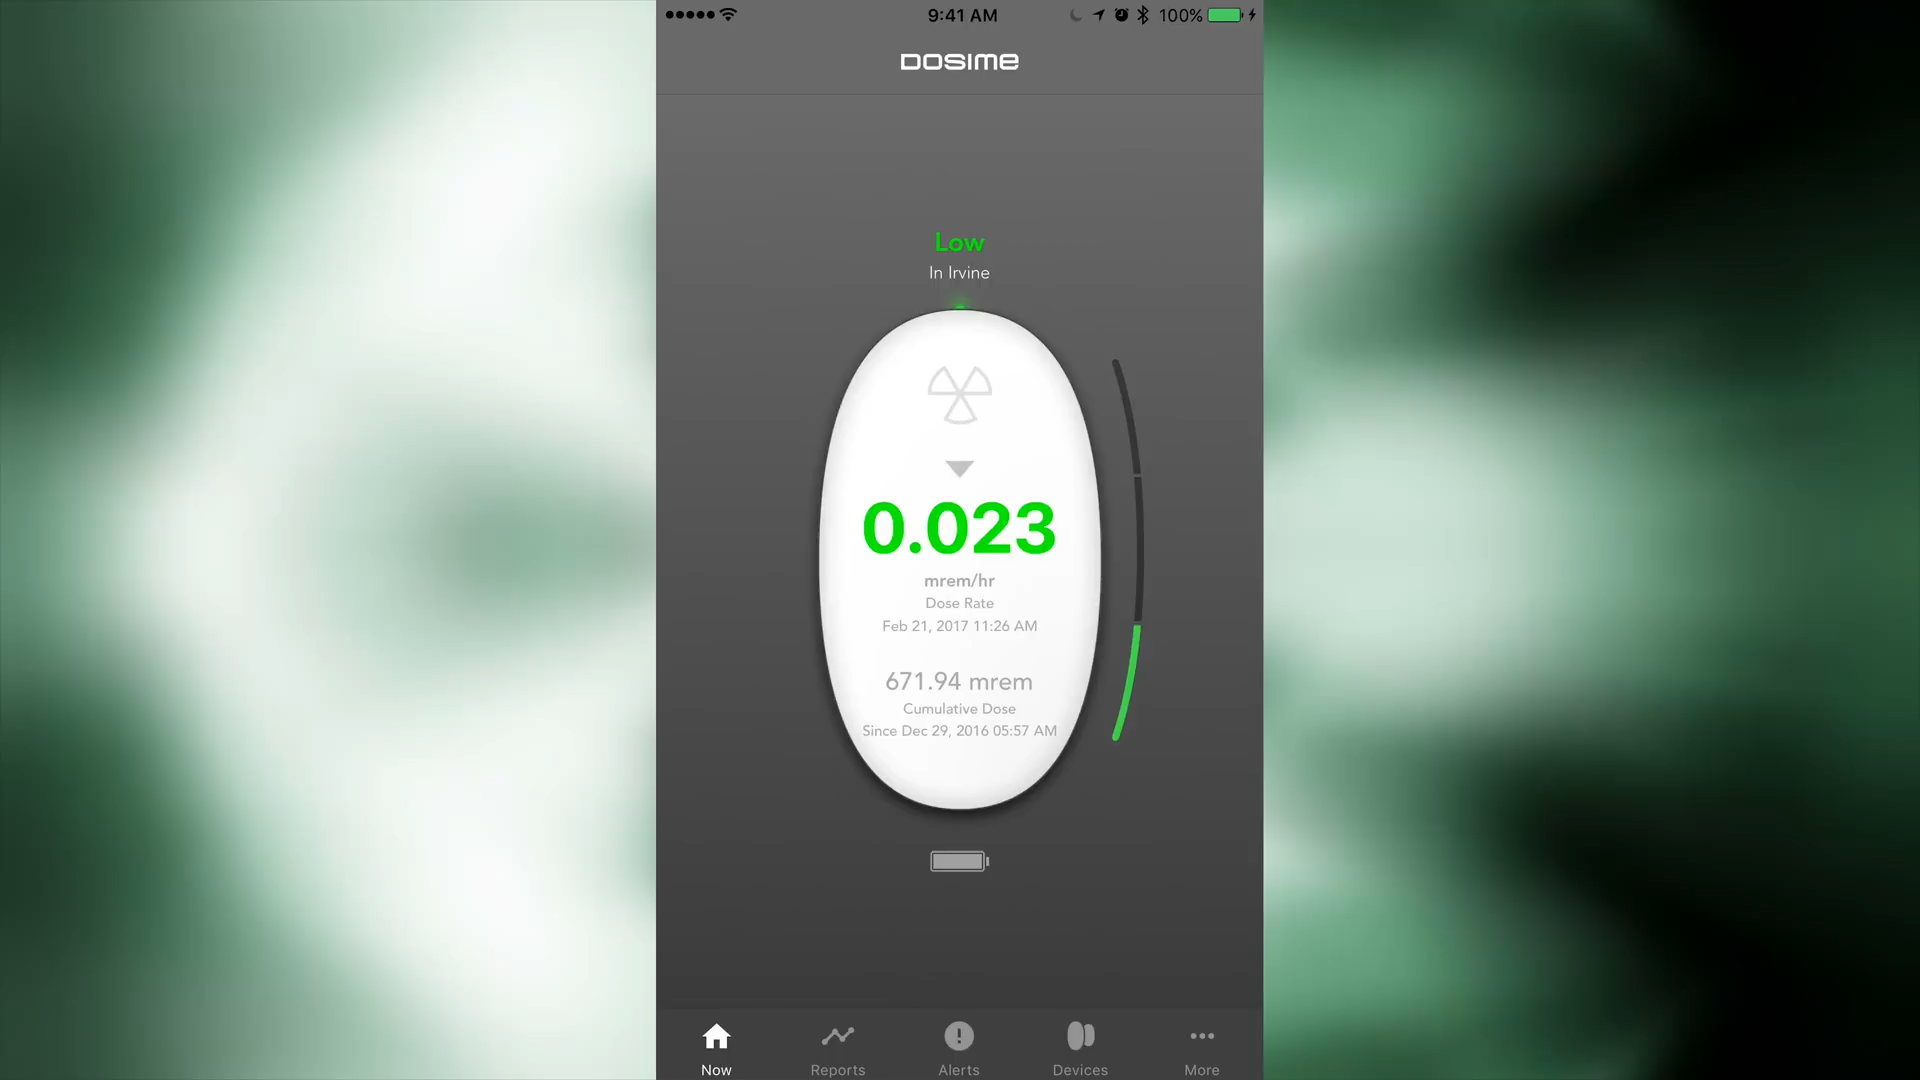 9:41 AM
100%
DOSIME
Low
In Irvine
0.023
mrem/hr
Dose Rate
Feb 21, 2017 11:26 AM
671.94 mrem
Cumulative Dose
Since Dec 29, 2016 05:57 AM
Now
Reports
Alerts
Devices
More